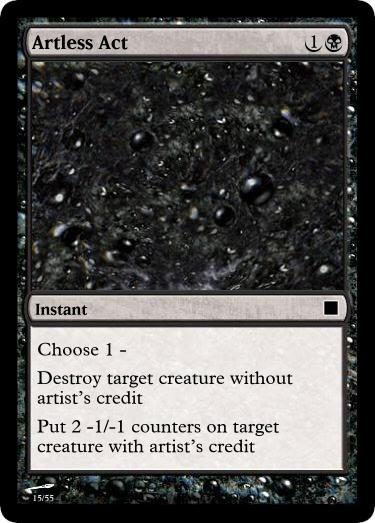 Artless Act 1
Instant
Choose 1 -
Destroy target creature without
artist's credit
Put 2 -1/-1 counters on target
creature with artist's credit
15/55